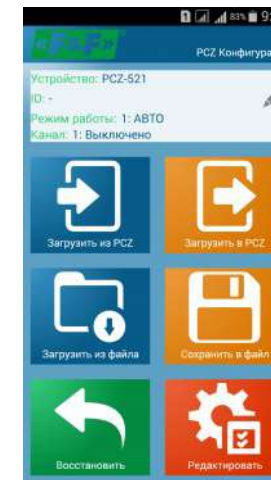 83% 9:
«F&F»
PCZ Конфигура
Устройство: PCZ-521
ID: -
Режим работы: 1: АВТО
Канал: 1: Выключено
Загрузить из PCZ
Загрузить в PCZ
Загрузить из файла
Сохранить в файл
Восстановить
Редактировать